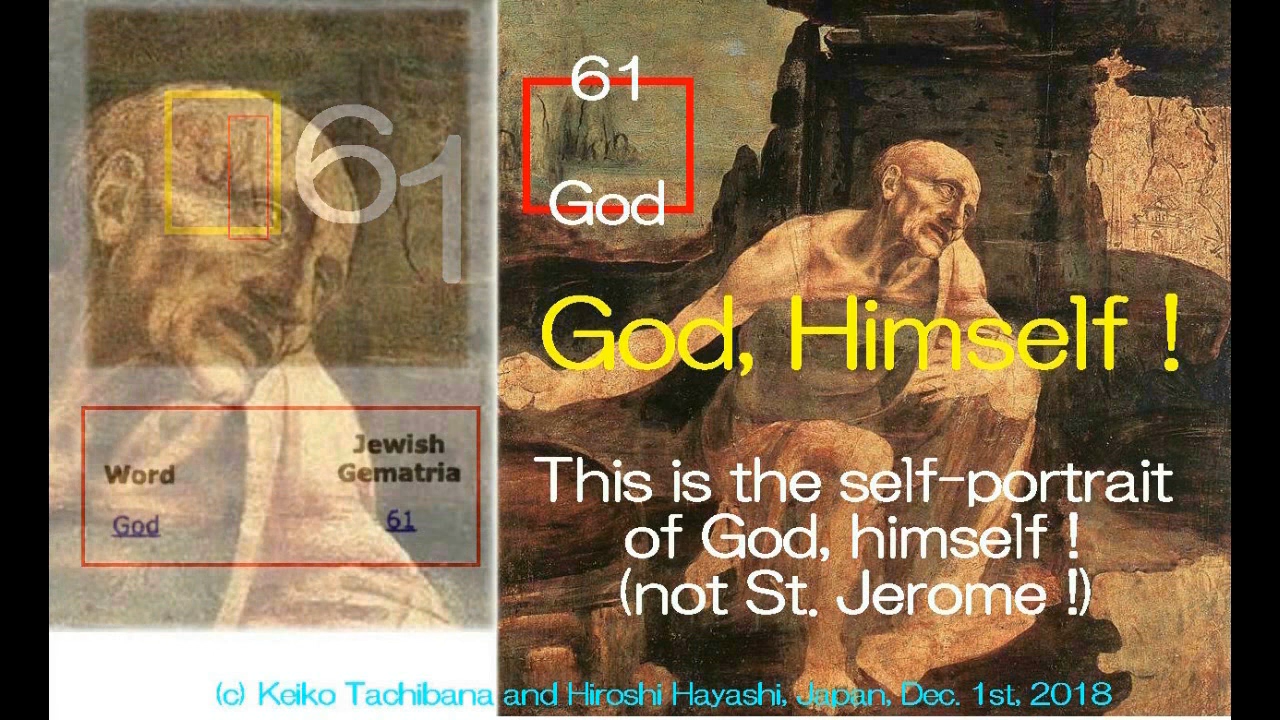 61
Word
Jewish
Gematria
God
61
61
God
God, Himself !
This is the self-portrait
of God, himself !
(not St. Jerome !)
(c) Keiko Tachibana and Hiroshi Hayashi, Japan, Dec. 1st, 2018